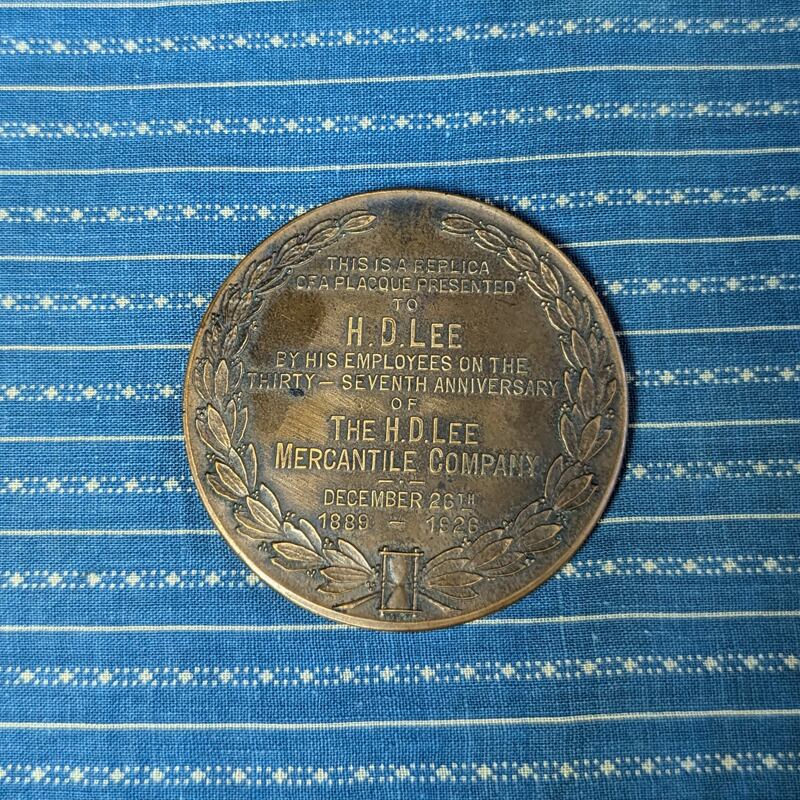 THIS IS A REPLICA
OF A PLACQUE PRESENTED
TO
H.D. LEE
BY HIS EMPLOYEES ON THE
THIRTY – SEVENTH ANNIVERSARY
OF
THE H.D. LEE
MERCANTILE COMPANY
DECEMBER 26TH
1889 – 1926